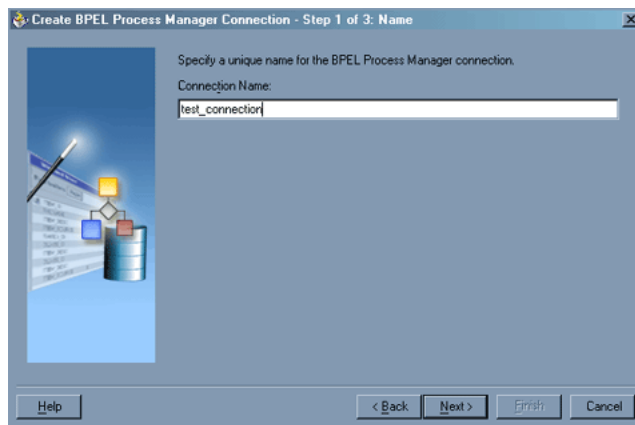 Create BPEL Process Manager Connection - Step 1 of 3: Name
Specify a unique name for the BPEL Process Manager connection.
Connection Name:
test_connection
Help
< Back
Next >
Finish
Cancel